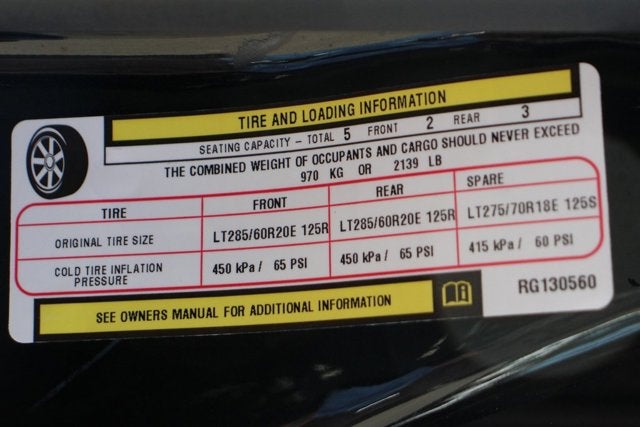 TIRE AND LOADING INFORMATION
SEATING CAPACITY - TOTAL 5 FRONT 2 REAR 3
THE COMBINED WEIGHT OF OCCUPANTS AND CARGO SHOULD NEVER EXCEED
970 KG OR 2139 LB
TIRE FRONT REAR SPARE
ORIGINAL TIRE SIZE LT285/60R20E 125R LT285/60R20E 125R LT275/70R18E 125S
COLD TIRE INFLATION PRESSURE 450 kPa / 65 PSI 450 kPa / 65 PSI 415 kPa / 60 PSI
SEE OWNERS MANUAL FOR ADDITIONAL INFORMATION
RG130560